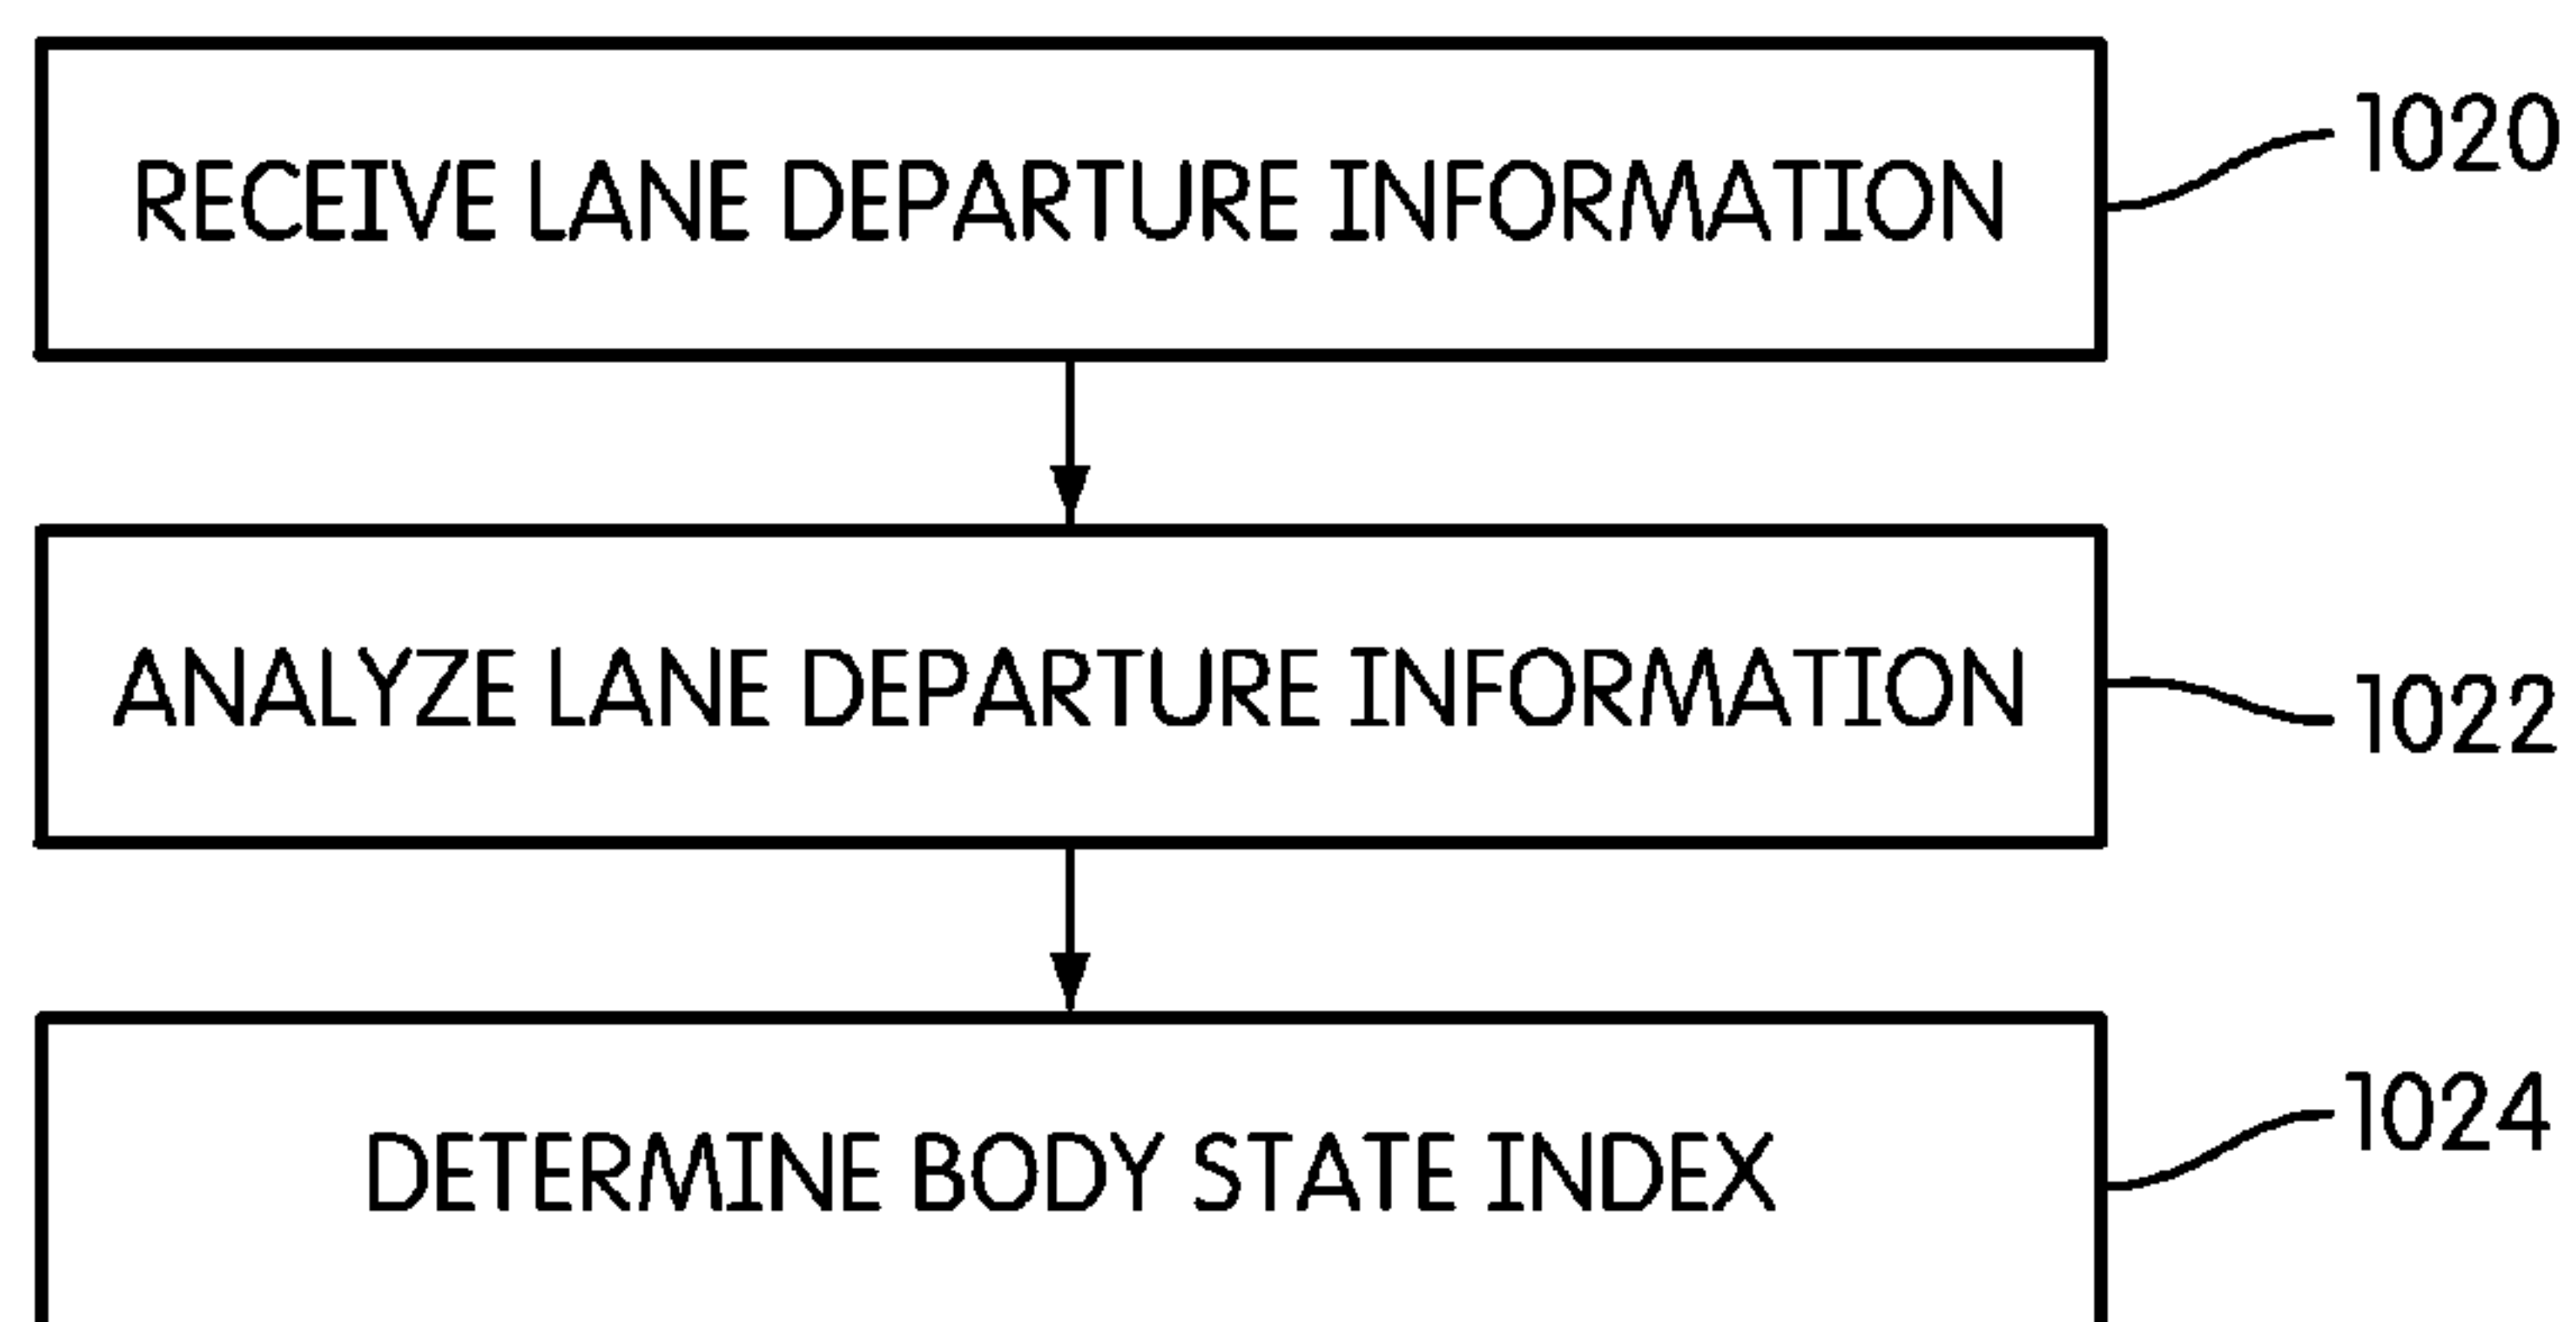 RECEIVE LANE DEPARTURE INFORMATION
1020
ANALYZE LANE DEPARTURE INFORMATION
1022
DETERMINE BODY STATE INDEX
1024